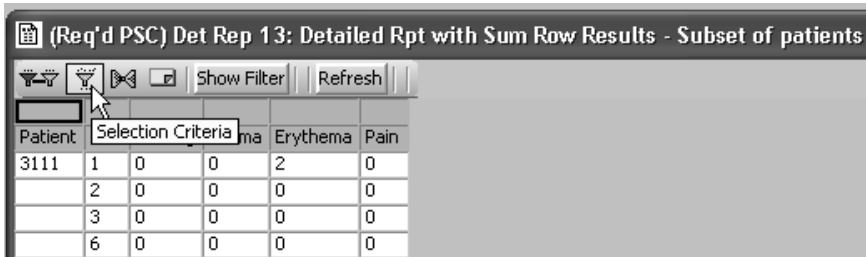 (Req'd PSC) Det Rep 13: Detailed Rpt with Sum Row Results - Subset of patients
Show Filter Refresh
Selection Criteria
Patient ma Erythema Pain
3111 1 0 0 2 0
2 0 0 0 0
3 0 0 0 0
6 0 0 0 0